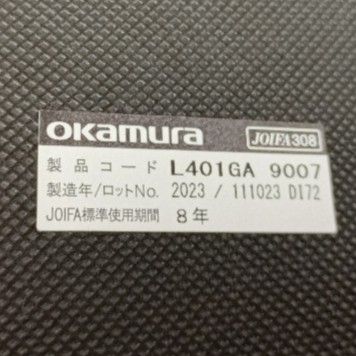 okamura JOIFA308
製品コード L401GA 9007
製造年/ロットNo. 2023 / 111023 D172
JOIFA標準使用期間 8年